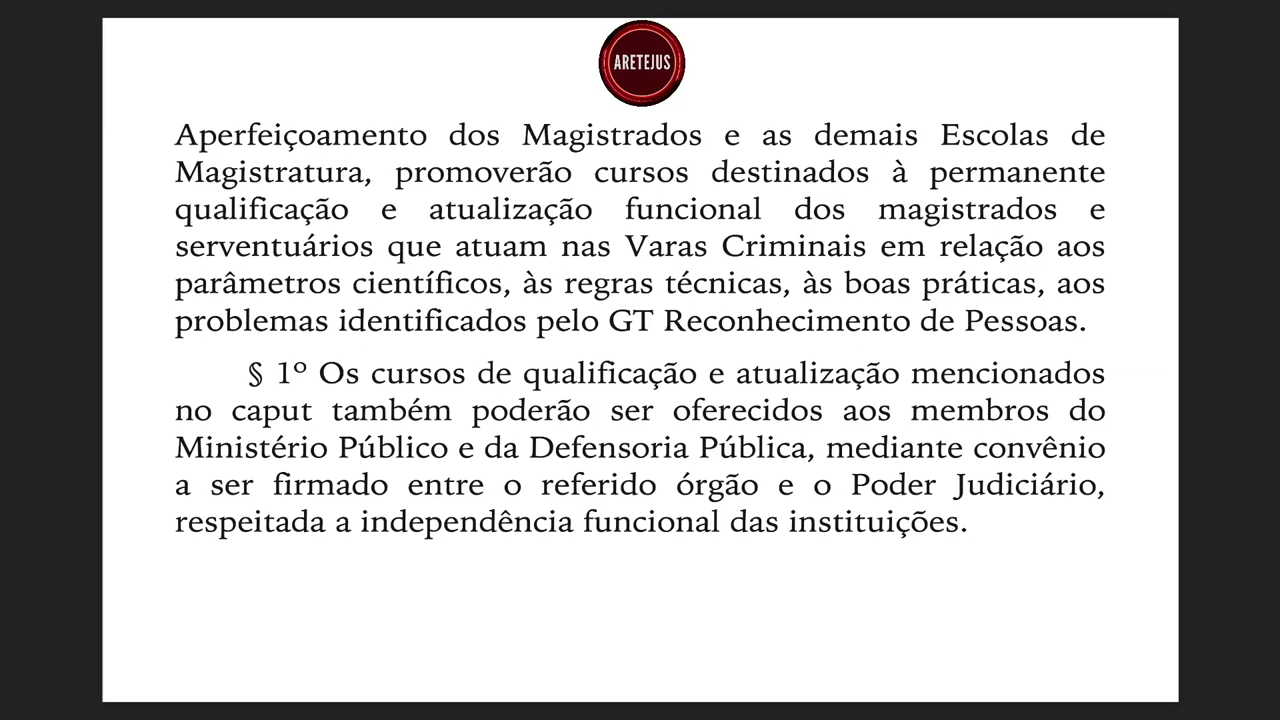 ARETEJUS
Aperfeiçoamento dos Magistrados e as demais Escolas de
Magistratura, promoverão cursos destinados à permanente
qualificação e atualização funcional dos magistrados e
serventuários que atuam nas Varas Criminais em relação aos
parâmetros científicos, às regras técnicas, às boas práticas, aos
problemas identificados pelo GT Reconhecimento de Pessoas.
§ 1º Os cursos de qualificação e atualização mencionados
no caput também poderão ser oferecidos aos membros do
Ministério Público e da Defensoria Pública, mediante convênio
a ser firmado entre o referido órgão e o Poder Judiciário,
respeitada a independência funcional das instituições.